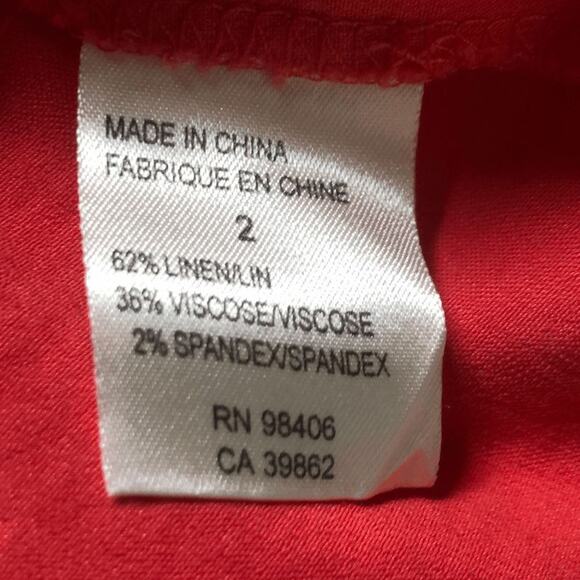 MADE IN CHINA
FABRIQUE EN CHINE
2
62% LINEN/LIN
36% VISCOSE/VISCOSE
2% SPANDEX/SPANDEX
RN 98406
CA 39862